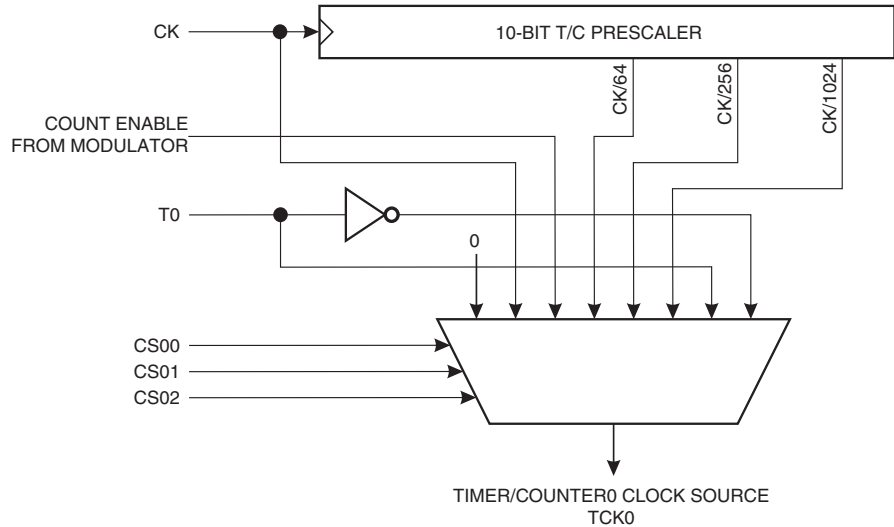 CK
10-BIT T/C PRESCALER
CK/64
CK/256
CK/1024
COUNT ENABLE
FROM MODULATOR
T0
0
CS00
CS01
CS02
TIMER/COUNTER0 CLOCK SOURCE
TCK0